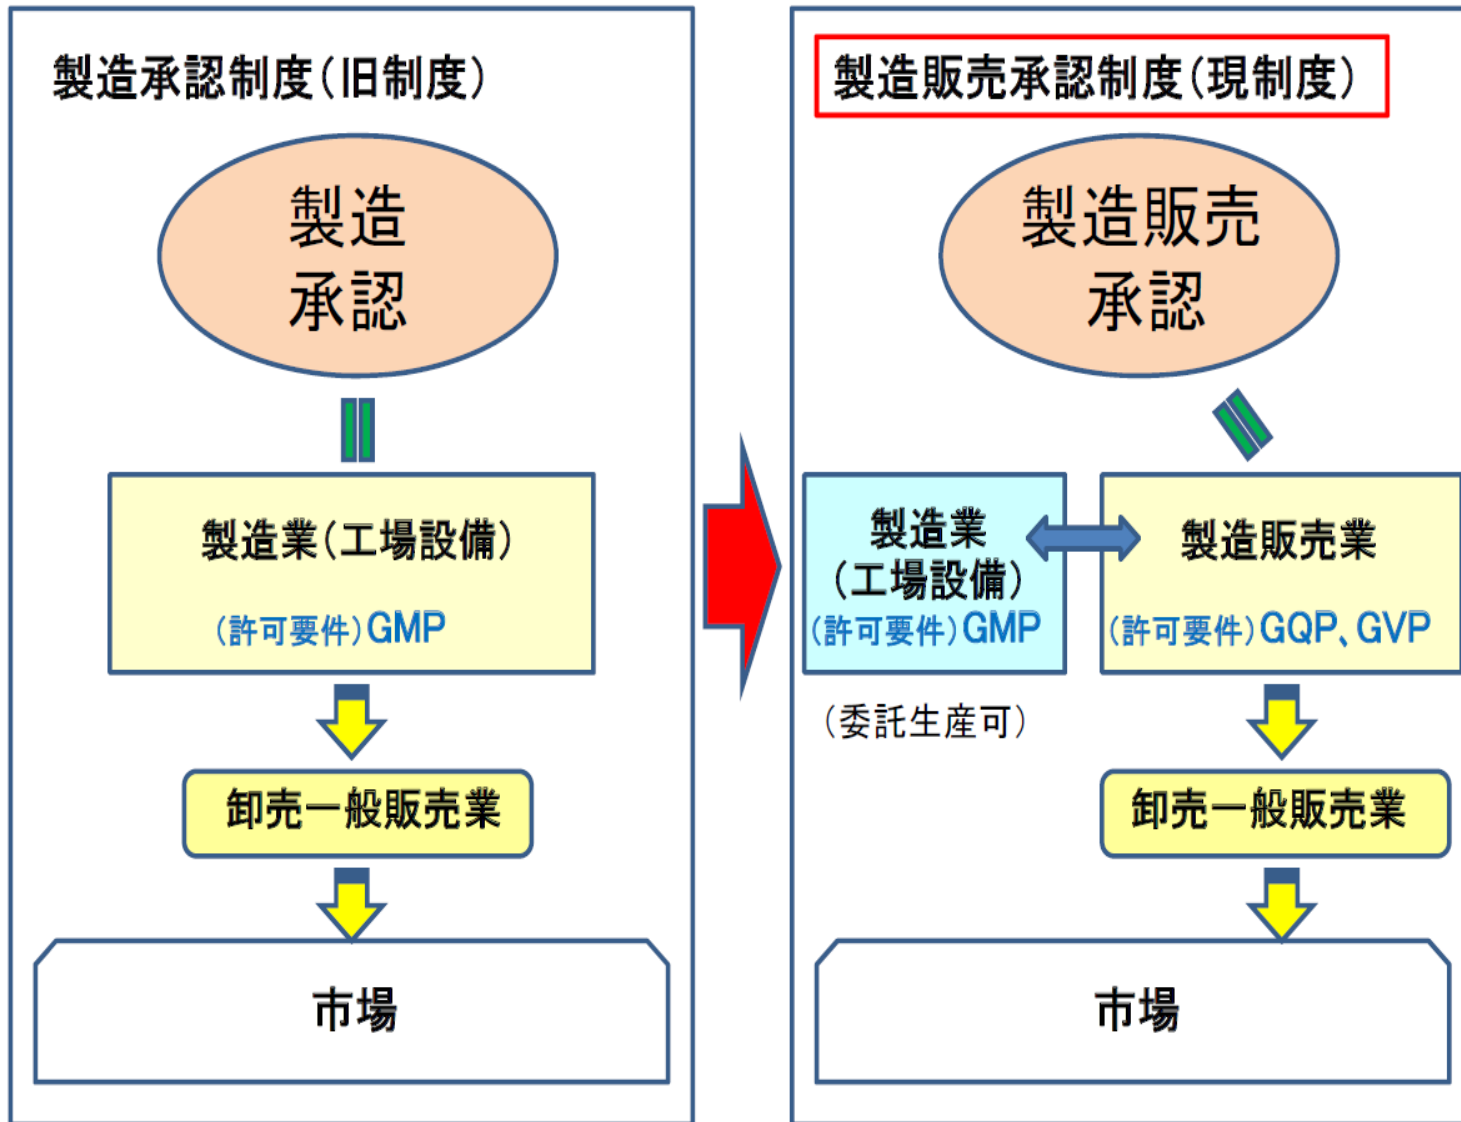 製造承認制度(旧制度)
製造
承認
製造業(工場設備)
(許可要件)GMP
卸売一般販売業
市場
製造販売承認制度(現制度)
製造販売
承認
製造業
(工場設備)
(許可要件)GMP
(委託生産可)
製造販売業
(許可要件)GQP、GVP
卸売一般販売業
市場